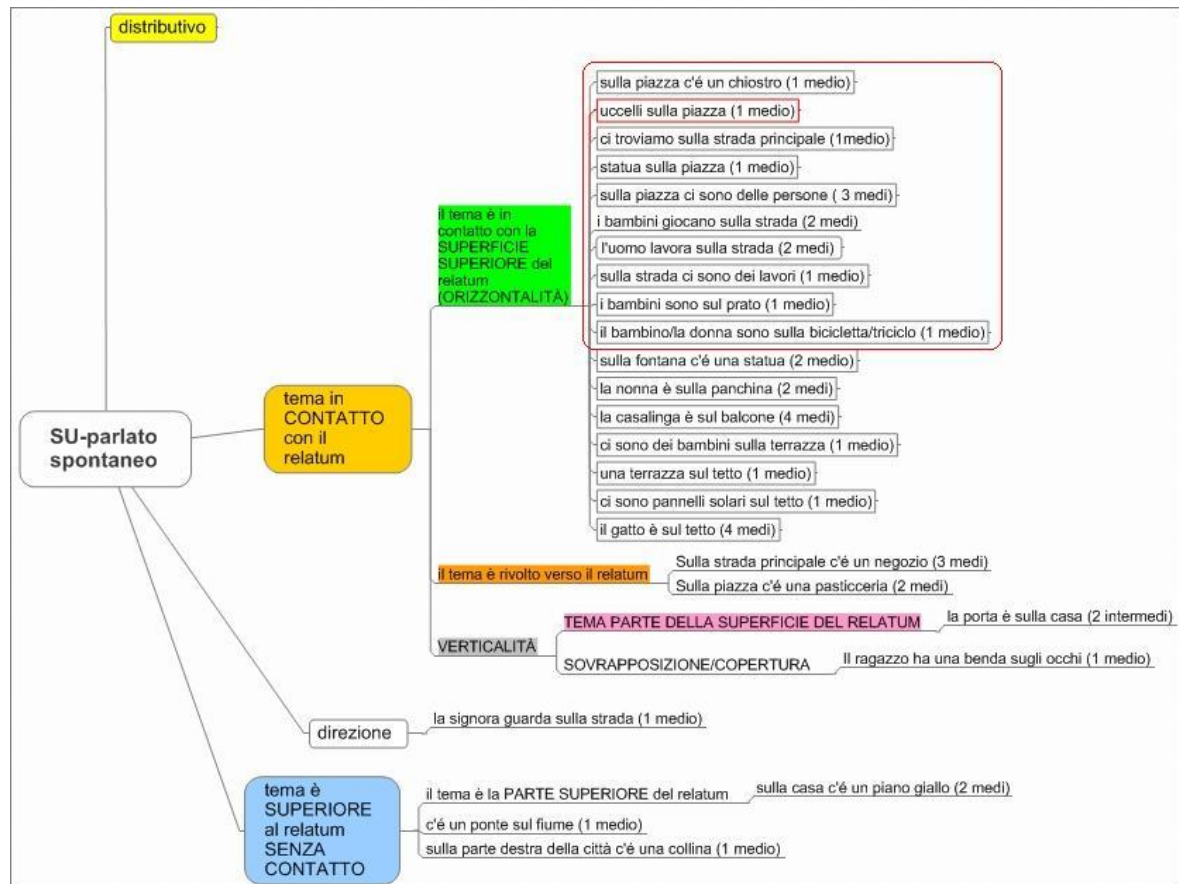 distributivo
sulla piazza c'é un chiostro (1 medio)
uccelli sulla piazza (1 medio)
ci troviamo sulla strada principale (1medio)
statua sulla piazza (1 medio)
sulla piazza ci sono delle persone ( 3 medi)
i bambini giocano sulla strada (2 medi)
l'uomo lavora sulla strada (2 medi)
sulla strada ci sono dei lavori (1 medio)
i bambini sono sul prato (1 medio)
il bambino/la donna sono sulla bicicletta/triciclo (1 medio)
sulla fontana c'é una statua (2 medio)
la nonna è sulla panchina (2 medi)
la casalinga è sul balcone (4 medi)
ci sono dei bambini sulla terrazza (1 medio)
una terrazza sul tetto (1 medio)
ci sono pannelli solari sul tetto (1 medio)
il gatto è sul tetto (4 medi)
il tema è in
contatto con la
SUPERFICIE
SUPERIORE del
relatum
(ORIZZONTALITÀ)
tema in
CONTATTO
con il
relatum
SU-parlato
spontaneo
il tema è rivolto verso il relatum
Sulla strada principale c'é un negozio (3 medi)
Sulla piazza c'é una pasticceria (2 medi)
VERTICALITÀ
TEMA PARTE DELLA SUPERFICIE DEL RELATUM
la porta è sulla casa (2 intermedi)
SOVRAPPOSIZIONE/COPERTURA
Il ragazzo ha una benda sugli occhi (1 medio)
direzione
la signora guarda sulla strada (1 medio)
tema è
SUPERIORE
al relatum
SENZA
CONTATTO
il tema è la PARTE SUPERIORE del relatum
sulla casa c'é un piano giallo (2 medi)
c'é un ponte sul fiume (1 medio)
sulla parte destra della città c'é una collina (1 medio)